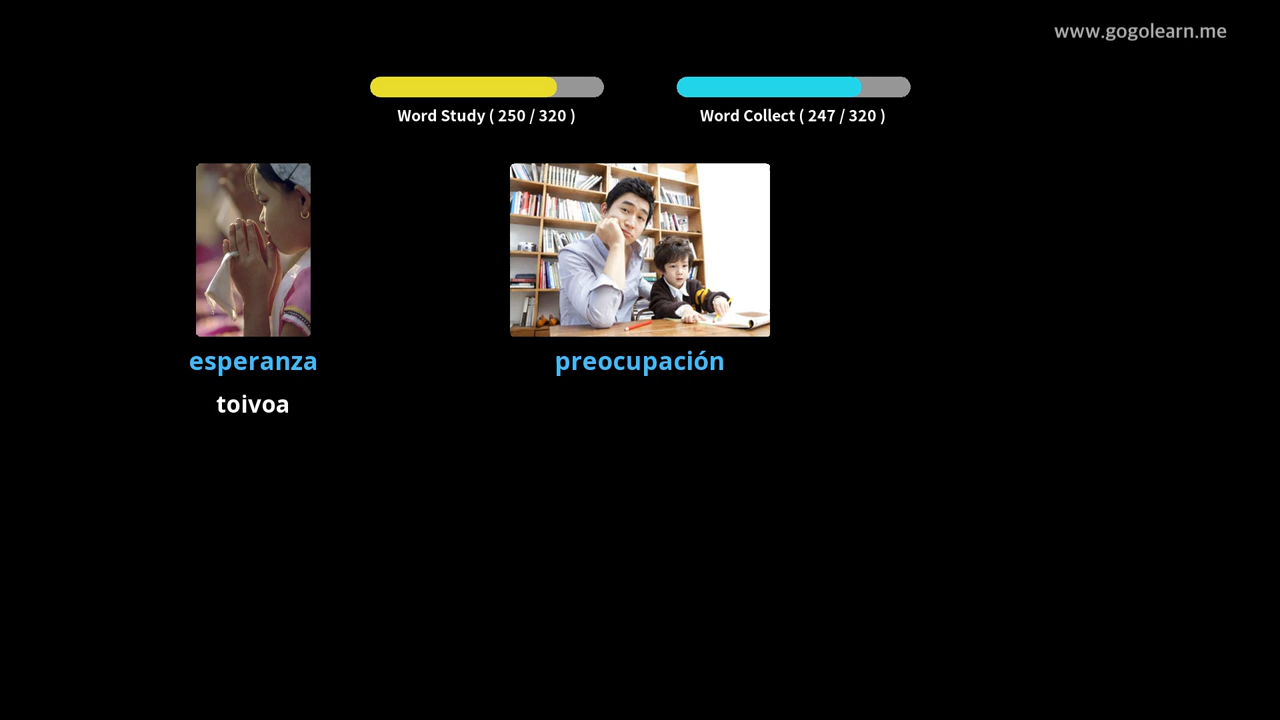 www.gogolearn.me
Word Study ( 250 / 320 )
Word Collect ( 247 / 320 )
esperanza
preocupación
toivoa